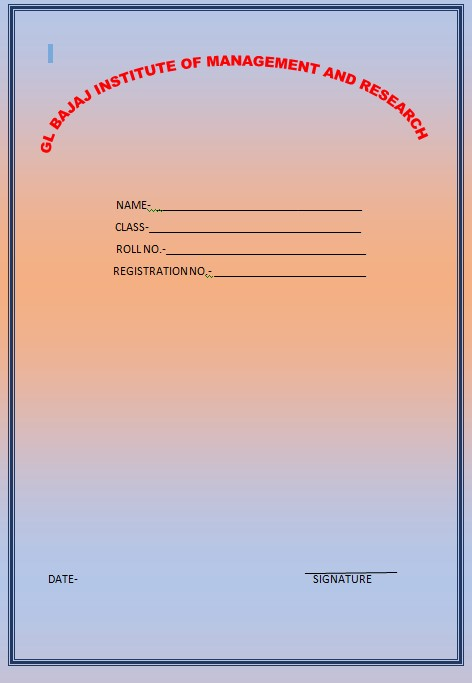 GL BAJAJ INSTITUTE OF MANAGEMENT AND RESEARCH
NAME-
CLASS-
ROLL NO.-
REGISTRATION NO.-
DATE-
SIGNATURE